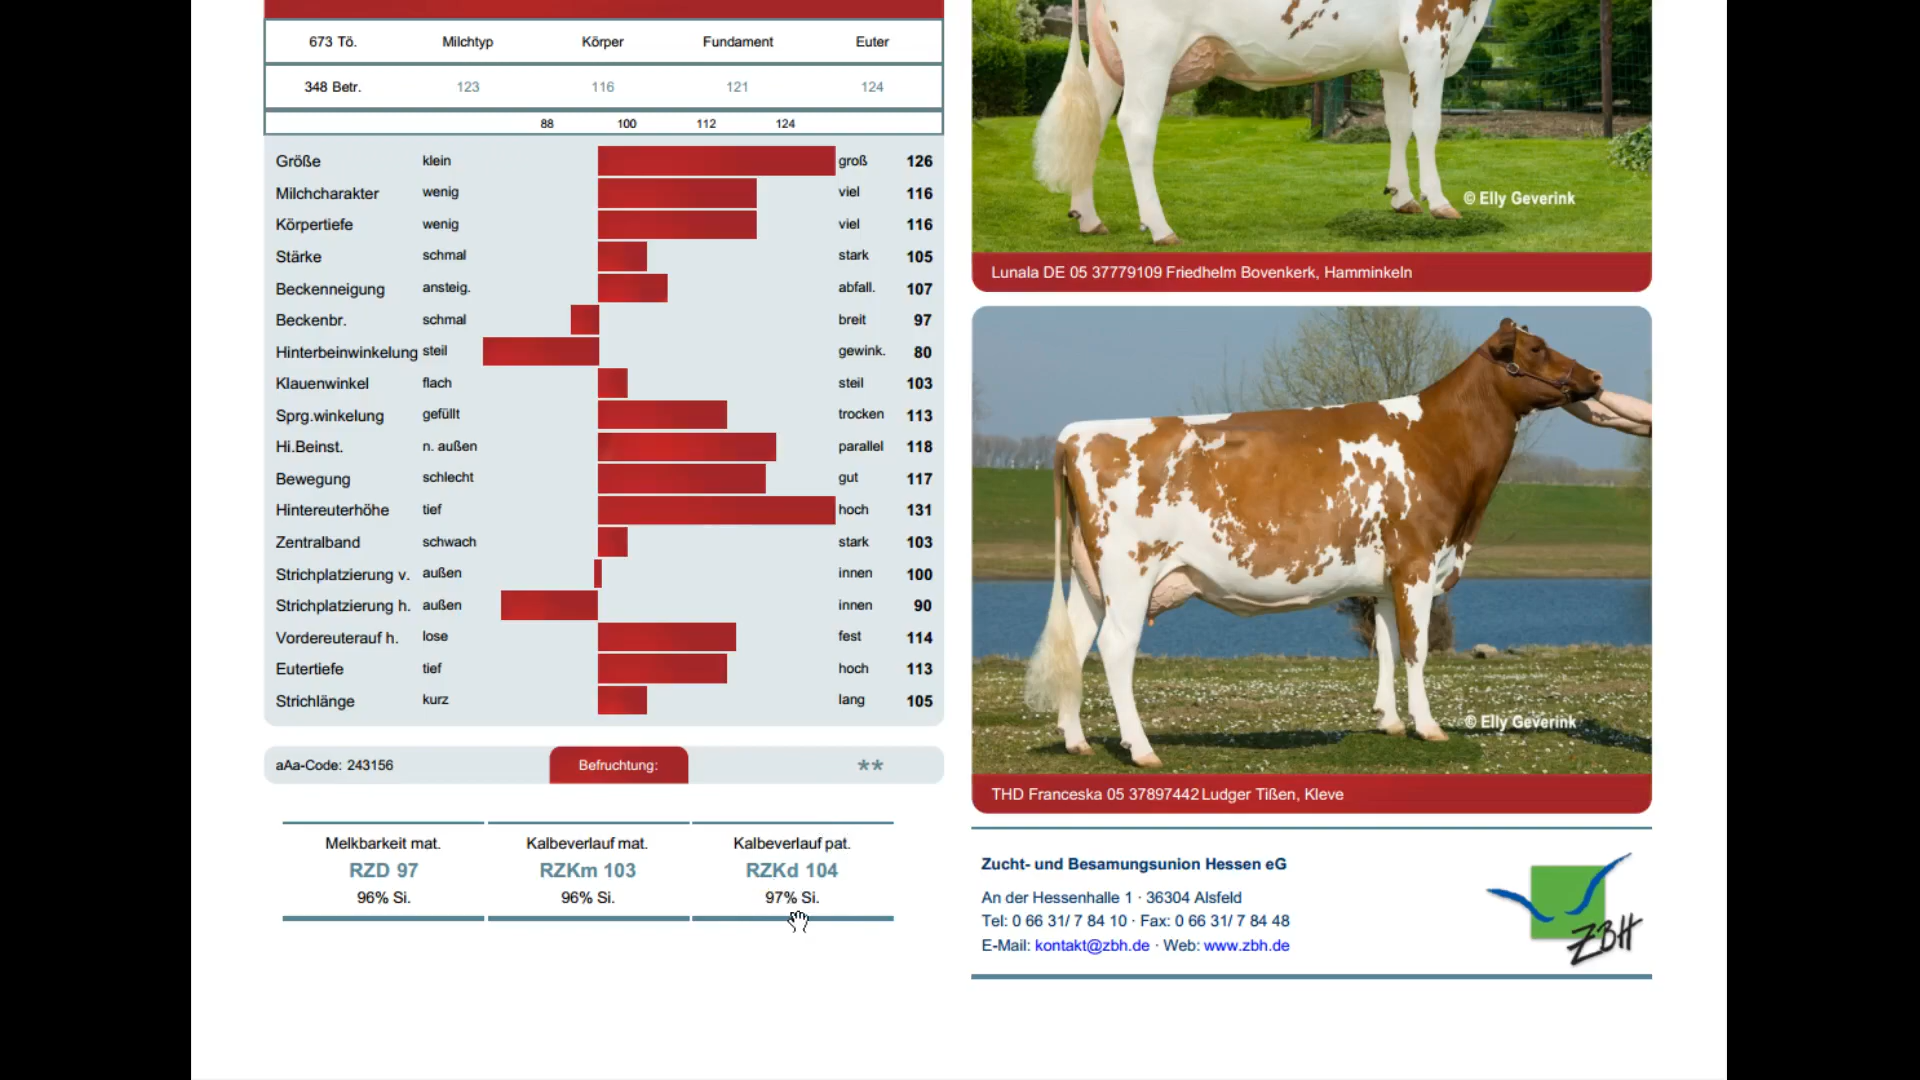 673 Tö. Milchtyp Körper Fundament Euter
348 Betr. 123 116 121 124
88 100 112 124
Größe klein groß 126
Milchcharakter wenig viel 116
Körpertiefe wenig viel 116
Stärke schmal stark 105
Beckenneigung ansteig. abfall. 107
Beckenbr. schmal breit 97
Hinterbeinwinkelung steil gewink. 80
Klauenwinkel flach steil 103
Sprg.winkelung gefüllt trocken 113
Hi.Beinst. n. außen parallel 118
Bewegung schlecht gut 117
Hintereuterhöhe tief hoch 131
Zentralband schwach stark 103
Strichplatzierung v. außen innen 100
Strichplatzierung h. außen innen 90
Vordereuterauf h. lose fest 114
Eutertiefe tief hoch 113
Strichlänge kurz lang 105
aAa-Code: 243156 Befruchtung: **
Melkbarkeit mat. Kalbeverlauf mat. Kalbeverlauf pat.
RZD 97 RZKm 103 RZKd 104
96% Si. 96% Si. 97% Si.
© Elly Geverink
Lunala DE 05 37779109 Friedhelm Bovenkerk, Hamminkeln
© Elly Geverink
THD Franceska 05 37897442 Ludger Tißen, Kleve
Zucht- und Besamungsunion Hessen eG
An der Hessenhalle 1 · 36304 Alsfeld
Tel: 0 66 31/ 7 84 10 · Fax: 0 66 31/ 7 84 48
E-Mail: kontakt@zbh.de · Web: www.zbh.de
ZBH